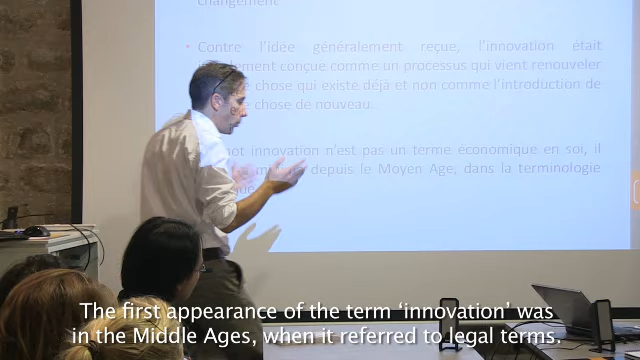 changement
• Contre l'idée généralement reçue, l'innovation était
conçue comme un processus qui vient renouveler
chose qui existe déjà et non comme l'introduction de
chose de nouveau.
innovation n'est pas un terme économique en soi, il
depuis le Moyen Age, dans la terminologie
The first appearance of the term ‘innovation’ was
in the Middle Ages, when it referred to legal terms.